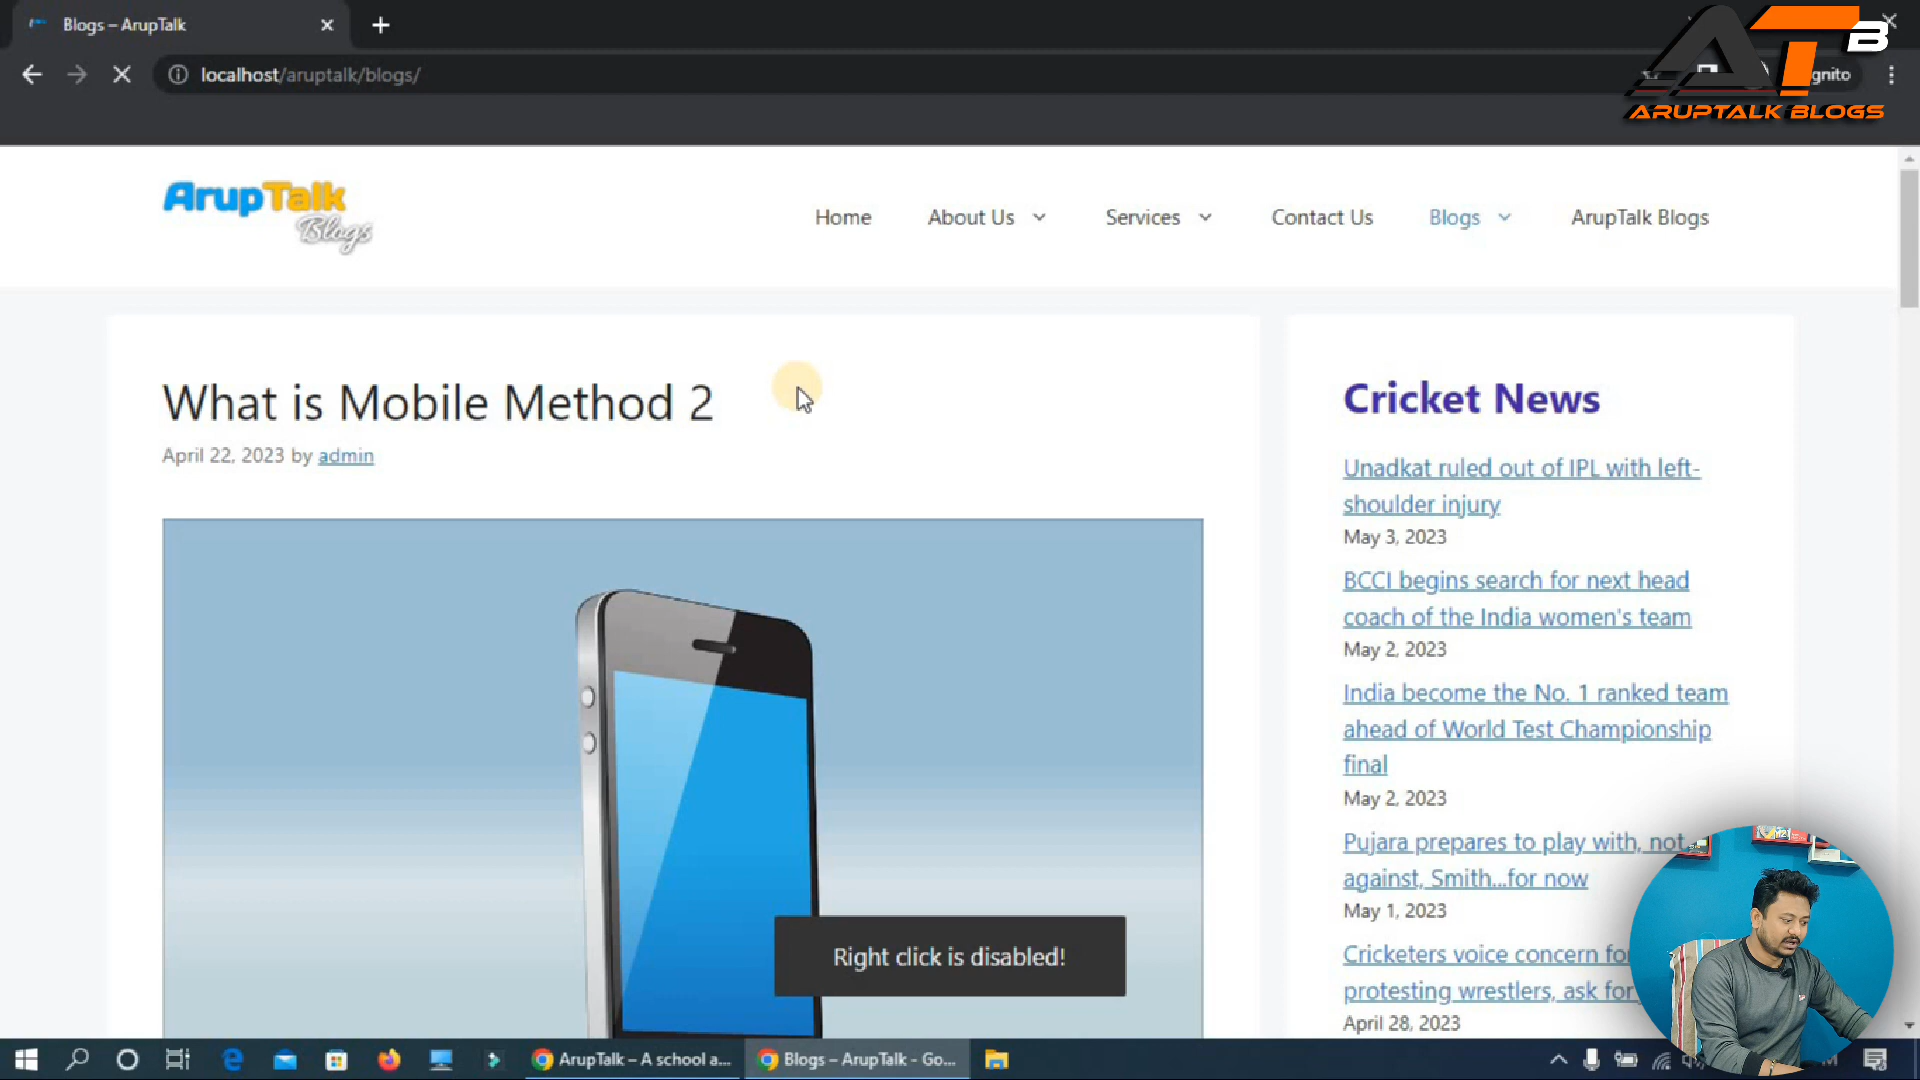 Blogs – ArupTalk
localhost/aruptalk/blogs/
AT B
ARUPTALK BLOGS
ArupTalk
Blogs
Home
About Us
Services
Contact Us
Blogs
ArupTalk Blogs
What is Mobile Method 2
April 22, 2023 by admin
Right click is disabled!
Cricket News
Unadkat ruled out of IPL with left-
shoulder injury
May 3, 2023
BCCI begins search for next head
coach of the India women's team
May 2, 2023
India become the No. 1 ranked team
ahead of World Test Championship
final
May 2, 2023
Pujara prepares to play with, not
against, Smith...for now
May 1, 2023
Cricketers voice concern for
protesting wrestlers, ask for
April 28, 2023
ArupTalk – A school a...
Blogs – ArupTalk - Go...